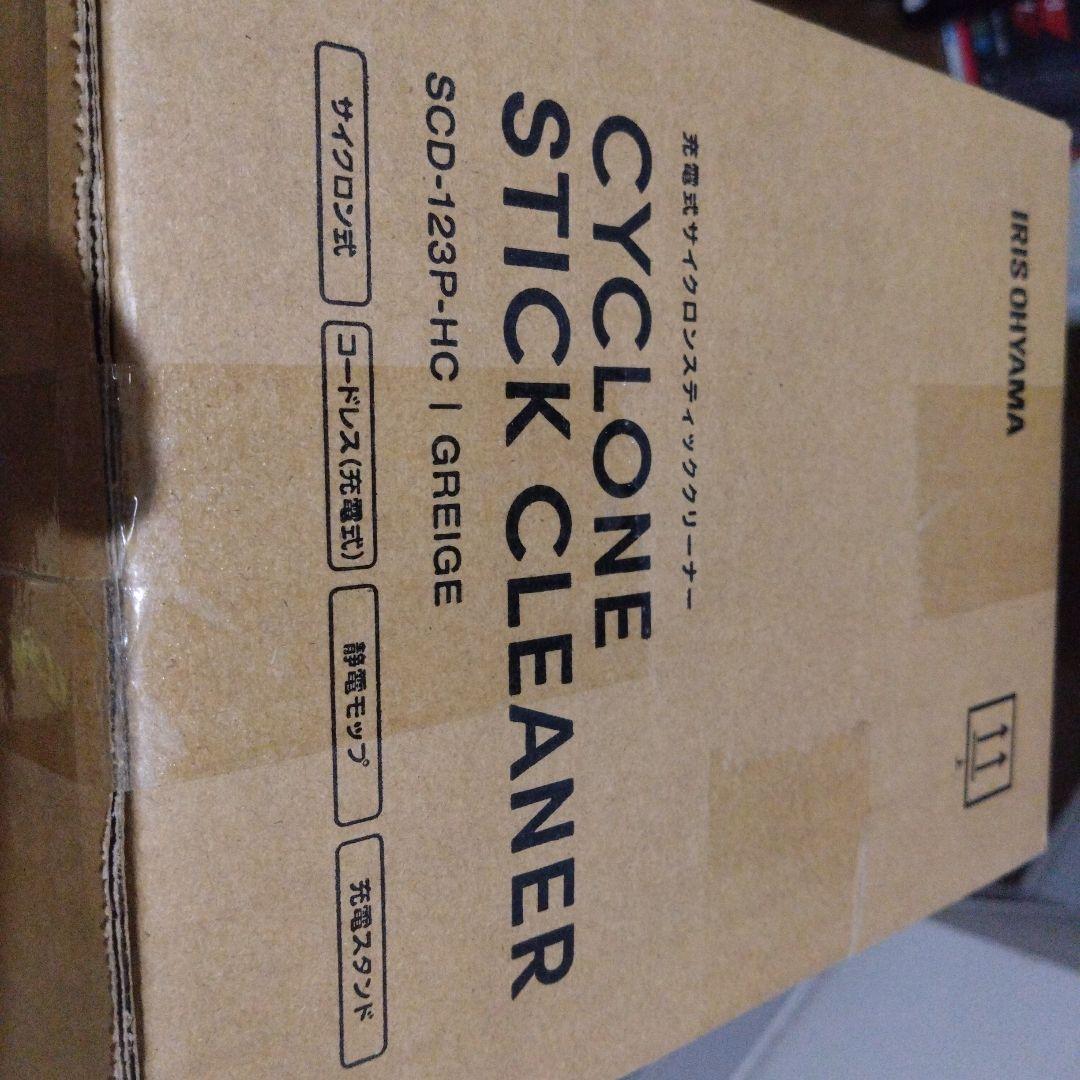 IRIS OHYAMA
充電式サイクロンスティッククリーナー
CYCLONE
STICK CLEANER
SCD-123P-HC | GREIGE
サイクロン式
コードレス(充電式)
静電モップ
充電スタンド